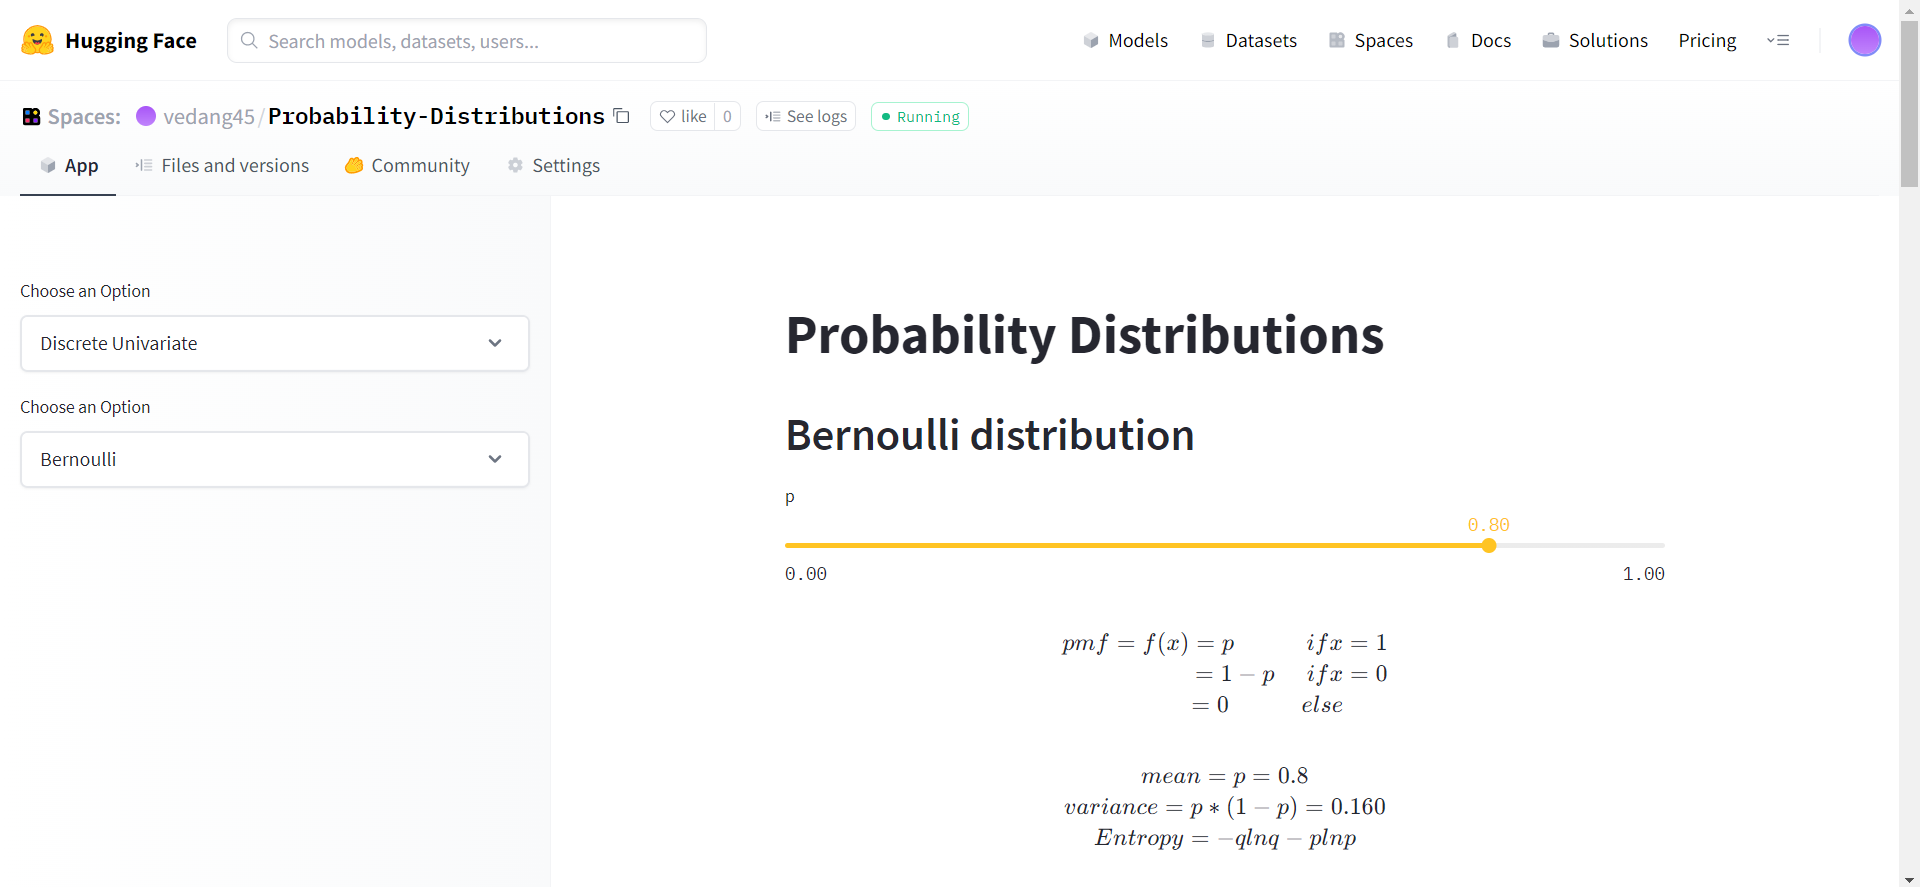 Hugging Face
Search models, datasets, users...
Models
Datasets
Spaces
Docs
Solutions
Pricing
Spaces: vedang45/Probability-Distributions
like 0
See logs
Running
App
Files and versions
Community
Settings
Choose an Option
Discrete Univariate
Choose an Option
Bernoulli
Probability Distributions
Bernoulli distribution
p
0.80
0.00 1.00
pmf = f(x) = p ifx = 1
= 1 − p ifx = 0
= 0 else
mean = p = 0.8
variance = p ∗ (1 − p) = 0.160
Entropy = −qlnq − plnp